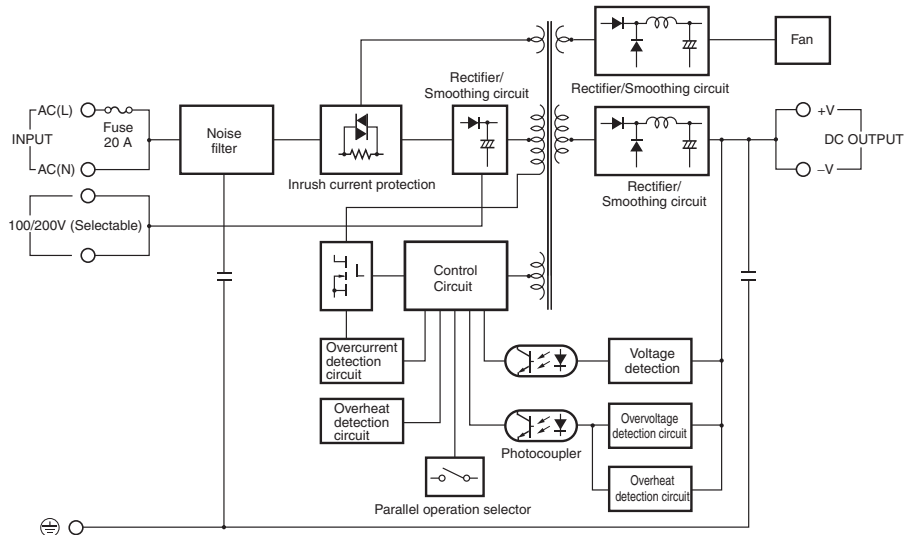 Fan
Rectifier/Smoothing circuit
Rectifier/
Smoothing circuit
AC(L)
Fuse
20 A
INPUT
AC(N)
Noise
filter
Inrush current protection
+V
DC OUTPUT
–V
Rectifier/
Smoothing circuit
100/200V (Selectable)
Control
Circuit
Overcurrent
detection
circuit
Voltage
detection
Overheat
detection
circuit
Overvoltage
detection circuit
Photocoupler
Overheat
detection circuit
Parallel operation selector